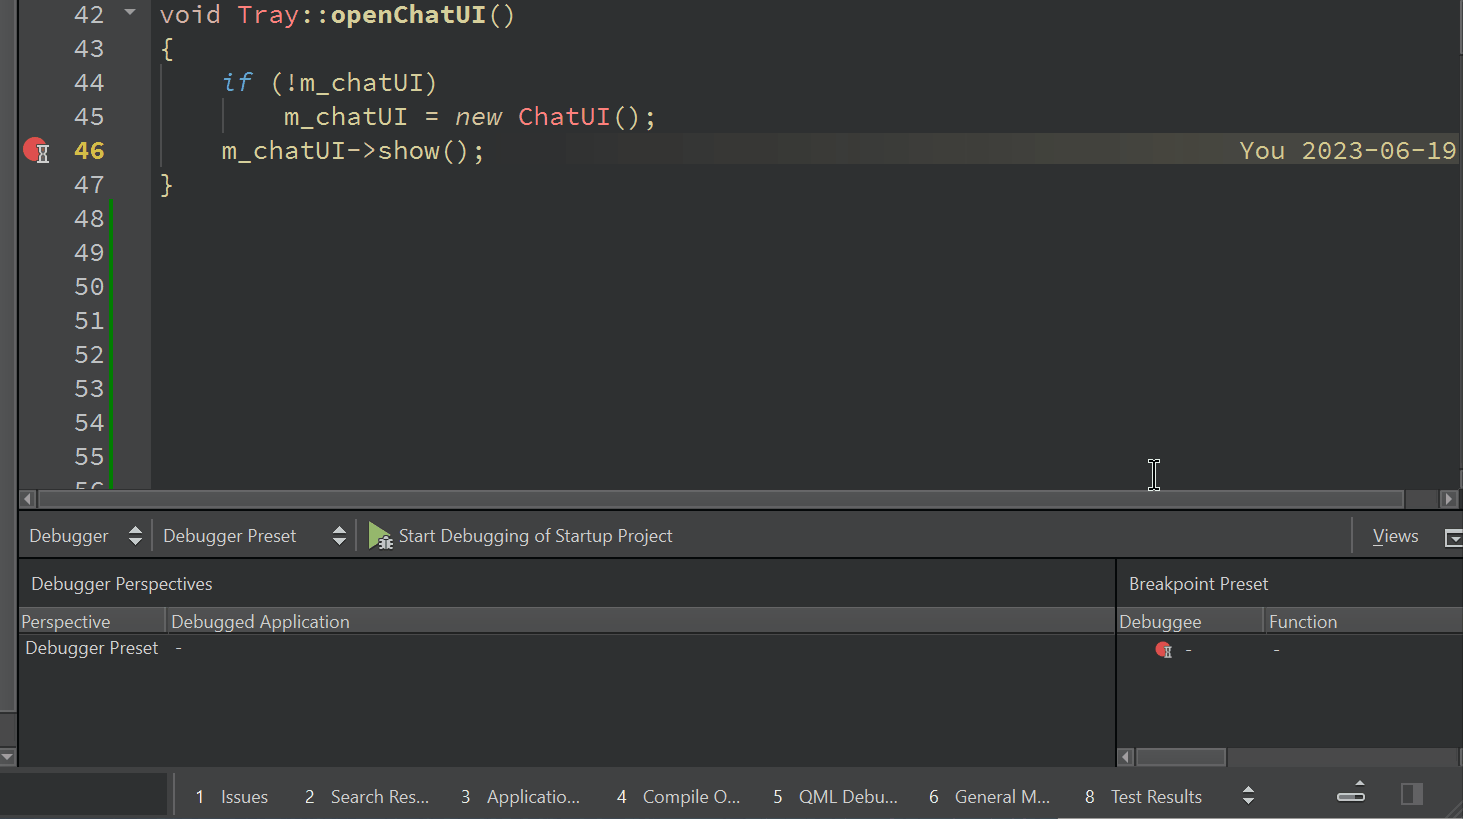 42 void Tray::openChatUI()
43 {
44 if (!m_chatUI)
45 m_chatUI = new ChatUI();
46 m_chatUI->show(); You 2023-06-19
47 }
48
49
50
51
52
53
54
55
56
Debugger Debugger Preset Start Debugging of Startup Project Views
Debugger Perspectives Breakpoint Preset
Perspective Debugged Application Debuggee Function
Debugger Preset - - -
1 Issues 2 Search Res... 3 Applicatio... 4 Compile O... 5 QML Debu... 6 General M... 8 Test Results